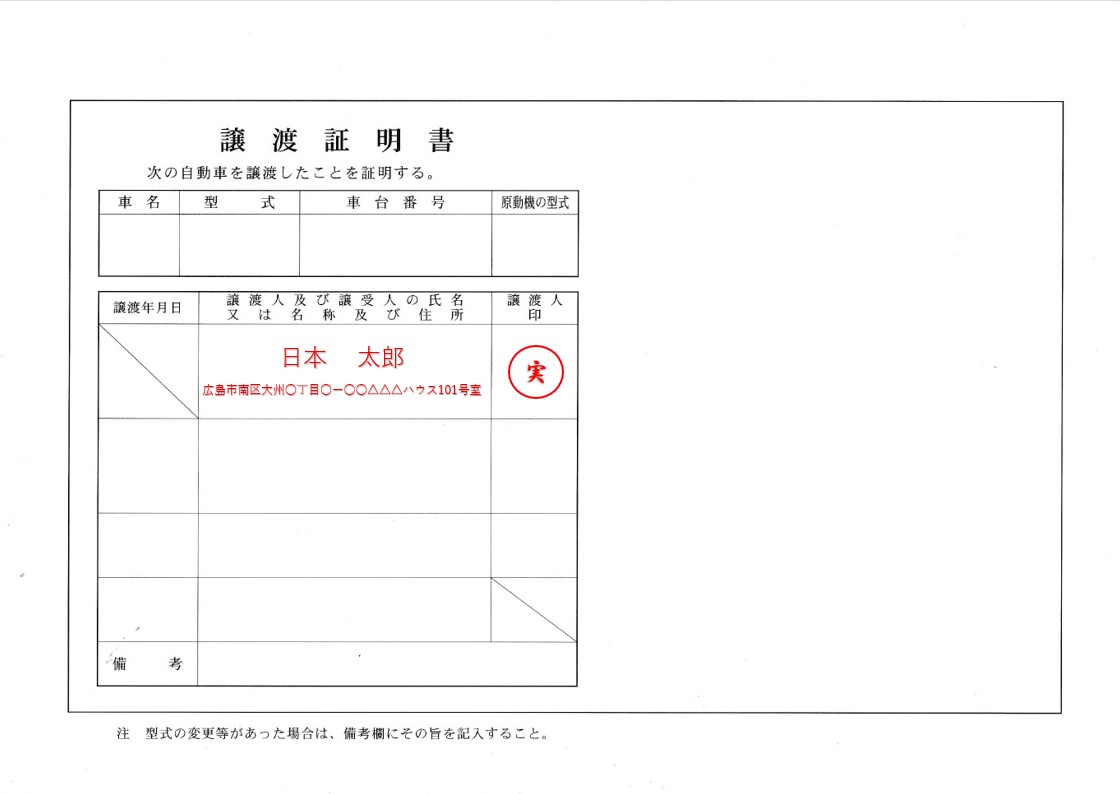 譲渡証明書
次の自動車を譲渡したことを証明する。
車名 型式 車台番号 原動機の型式
譲渡年月日 譲渡人及び譲受人の氏名 譲渡人
又は名称及び住所 印
日本 太郎
広島市南区大州〇丁目〇ー〇〇△△△ハウス101号室
実
備考
注 型式の変更等があった場合は、備考欄にその旨を記入すること。